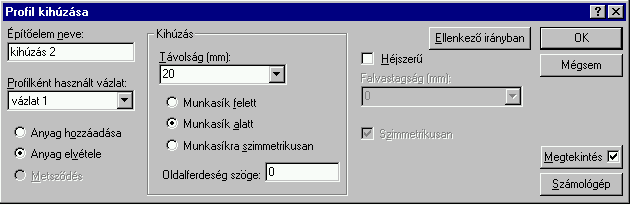 Profil kihúzása
Építőelem neve:
kihúzás 2
Profilként használt vázlat:
vázlat 1
Anyag hozzáadása
Anyag elvétele
Metsződés
Kihúzás
Távolság (mm):
20
Munkasík felett
Munkasík alatt
Munkasíkra szimmetrikusan
Oldalferdeség szöge:
0
Ellenkező irányban
Héjszerű
Falvastagság (mm):
0
Szimmetrikusan
OK
Mégsem
Megtekintés
Számológép